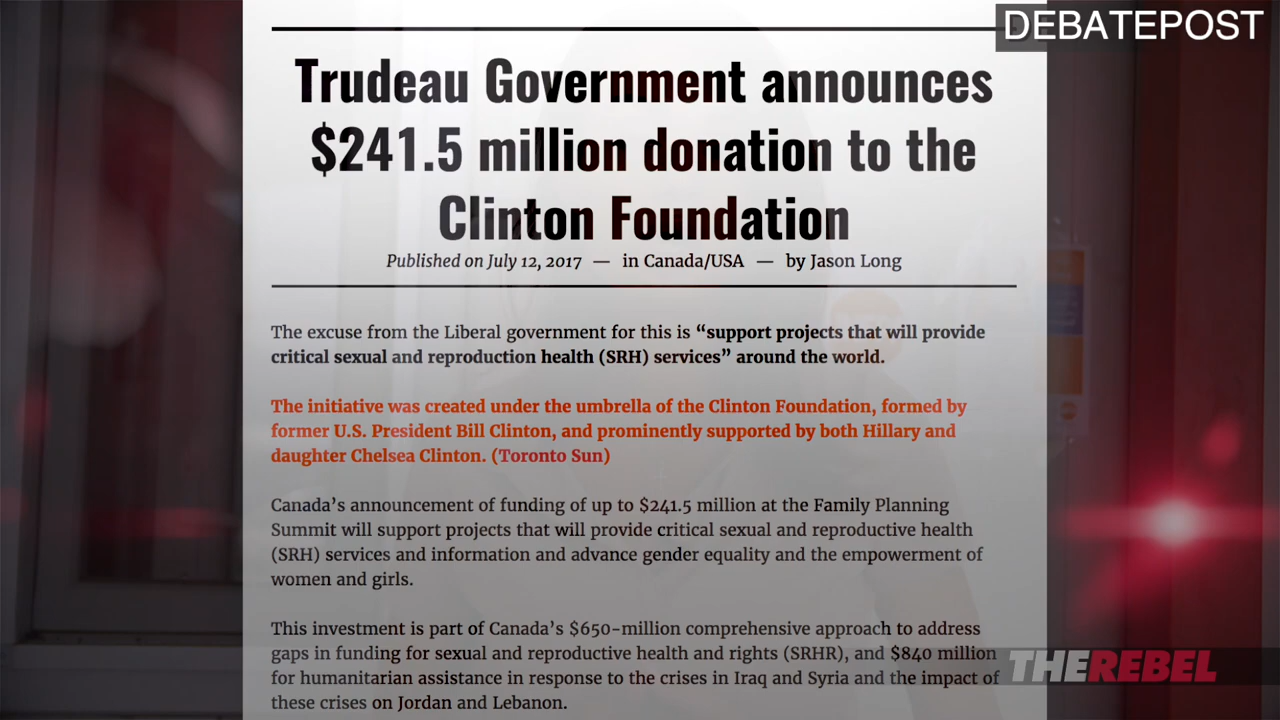 DEBATEPOST
Trudeau Government announces
$241.5 million donation to the
Clinton Foundation
Published on July 12, 2017 — in Canada/USA — by Jason Long
The excuse from the Liberal government for this is “support projects that will provide
critical sexual and reproduction health (SRH) services” around the world.
The initiative was created under the umbrella of the Clinton Foundation, formed by
former U.S. President Bill Clinton, and prominently supported by both Hillary and
daughter Chelsea Clinton. (Toronto Sun)
Canada’s announcement of funding of up to $241.5 million at the Family Planning
Summit will support projects that will provide critical sexual and reproductive health
(SRH) services and information and advance gender equality and the empowerment of
women and girls.
This investment is part of Canada’s $650-million comprehensive approach to address
gaps in funding for sexual and reproductive health and rights (SRHR), and $840 million
for humanitarian assistance in response to the crises in Iraq and Syria and the impact of
these crises on Jordan and Lebanon.
THEREBEL